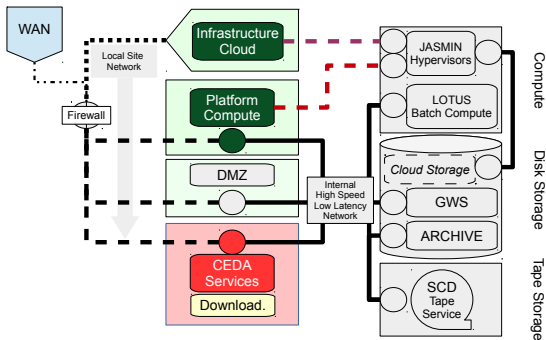 WAN
Local Site
Network
Firewall
Infrastructure
Cloud
Platform
Compute
DMZ
CEDA
Services
Download.
Internal
High Speed
Low Latency
Network
JASMIN
Hypervisors
LOTUS
Batch Compute
Cloud Storage
GWS
ARCHIVE
SCD
Tape
Service
Compute
Disk Storage
Tape Storage